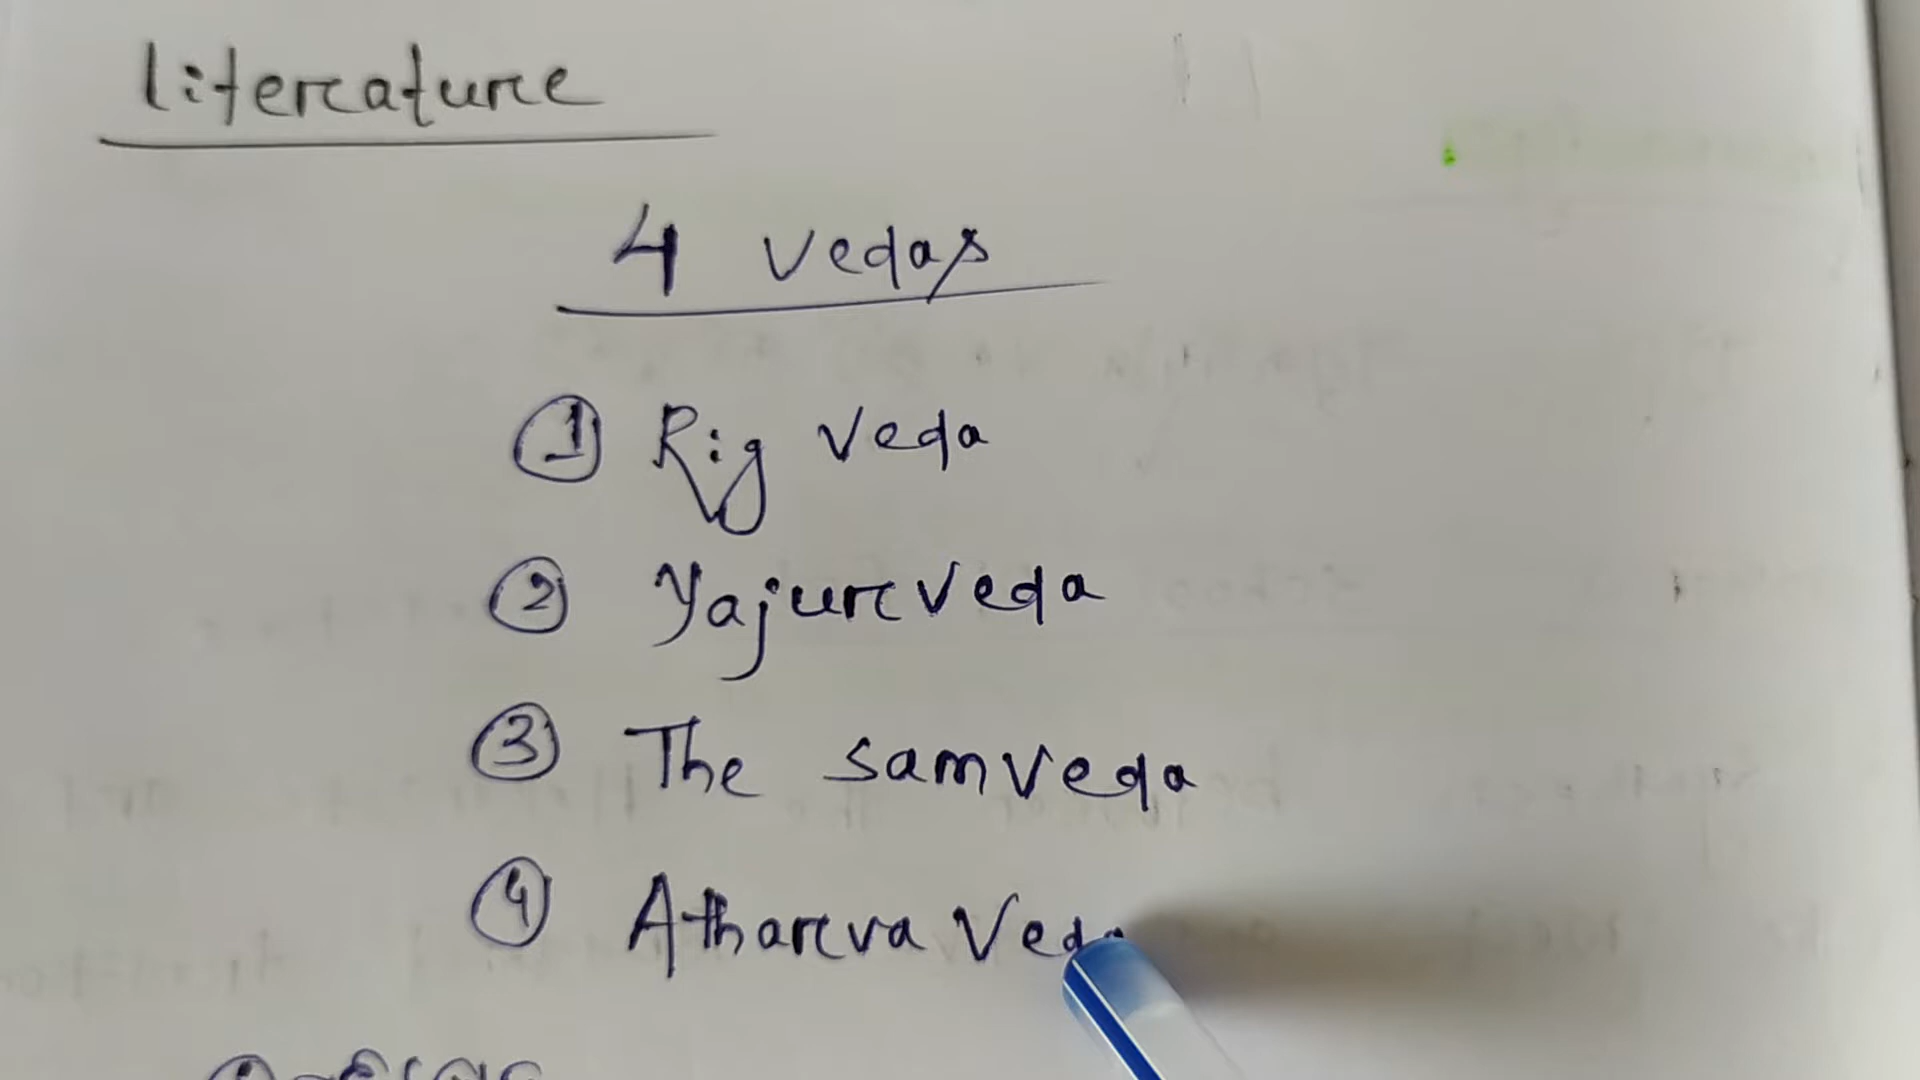 Literature
4 vedas
① Rig Veda
② Yajurveda
③ The samveda
④ Atharva Veda